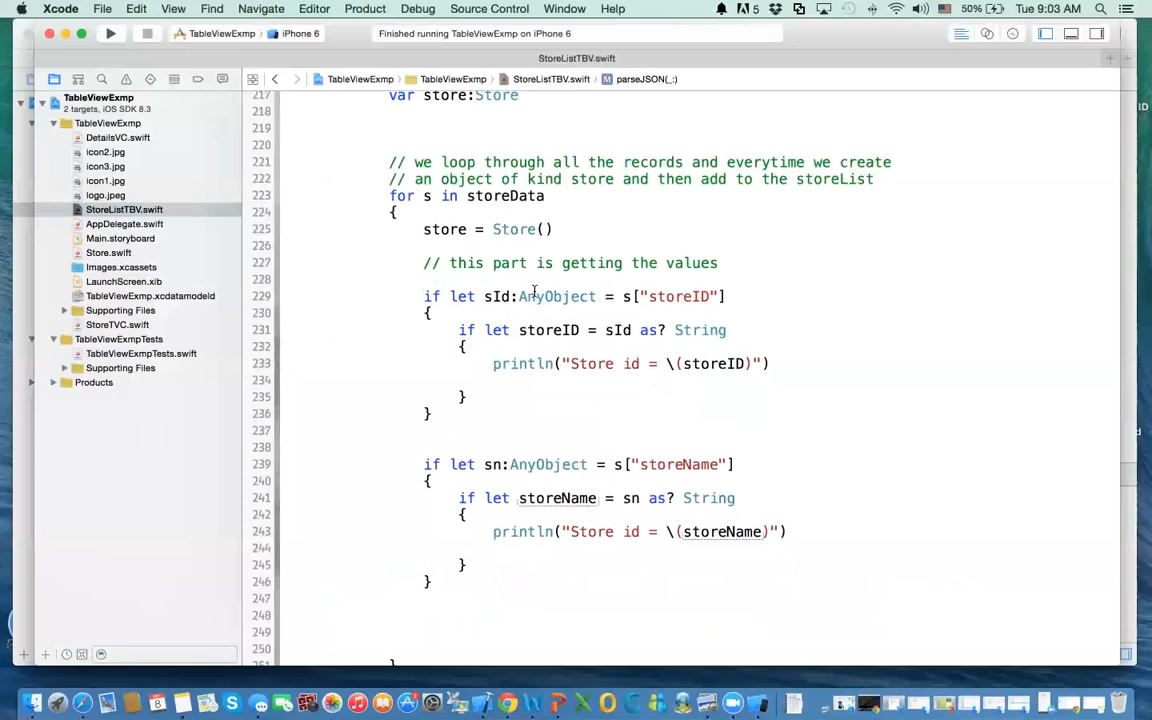 Xcode File Edit View Find Navigate Editor Product Debug Source Control Window Help 5 50% Tue 9:03 AM
TableViewExmp iPhone 6 Finished running TableViewExmp on iPhone 6
StoreListTBV.swift
TableViewExmp TableViewExmp StoreListTBV.swift M parseJSON(_:)
TableViewExmp
2 targets, iOS SDK 8.3
TableViewExmp
DetailsVC.swift
icon2.jpg
icon3.jpg
icon1.jpg
logo.jpeg
StoreListTBV.swift
AppDelegate.swift
Main.storyboard
Store.swift
Images.xcassets
LaunchScreen.xib
TableViewExmp.xcdatamodeld
Supporting Files
StoreTVC.swift
TableViewExmpTests
TableViewExmpTests.swift
Supporting Files
Products
217 var store:Store
218
219
220
221 // we loop through all the records and everytime we create
222 // an object of kind store and then add to the storeList
223 for s in storeData
224 {
225 store = Store()
226
227 // this part is getting the values
228
229 if let sId:AnyObject = s["storeID"]
230 {
231 if let storeID = sId as? String
232 {
233 println("Store id = \(storeID)")
234
235 }
236 }
237
238
239 if let sn:AnyObject = s["storeName"]
240 {
241 if let storeName = sn as? String
242 {
243 println("Store id = \(storeName)")
244
245 }
246 }
247
248
249
250
251 }